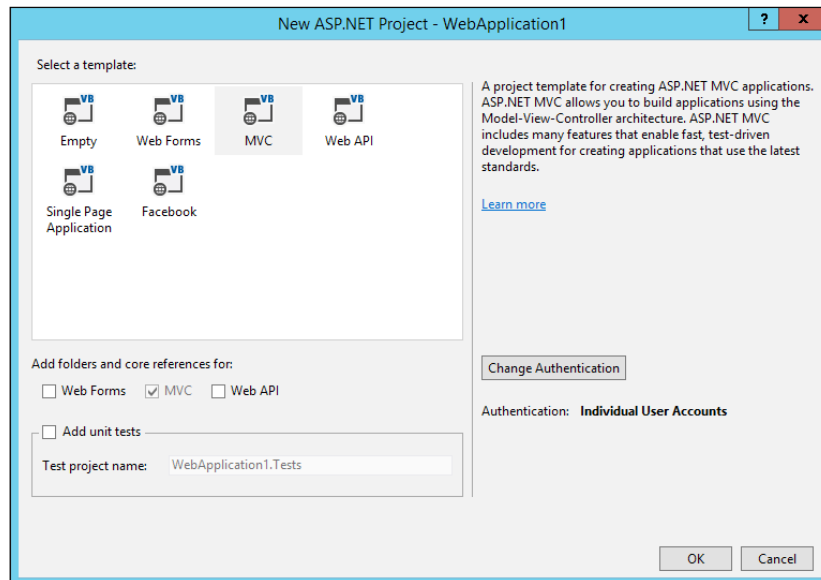 New ASP.NET Project - WebApplication1
? x
Select a template:
VB VB VB VB
Empty Web Forms MVC Web API
VB VB
Single Page Facebook
Application
A project template for creating ASP.NET MVC applications.
ASP.NET MVC allows you to build applications using the
Model-View-Controller architecture. ASP.NET MVC
includes many features that enable fast, test-driven
development for creating applications that use the latest
standards.
Learn more
Add folders and core references for:
Web Forms MVC Web API
Add unit tests
Test project name: WebApplication1.Tests
Change Authentication
Authentication: Individual User Accounts
OK Cancel